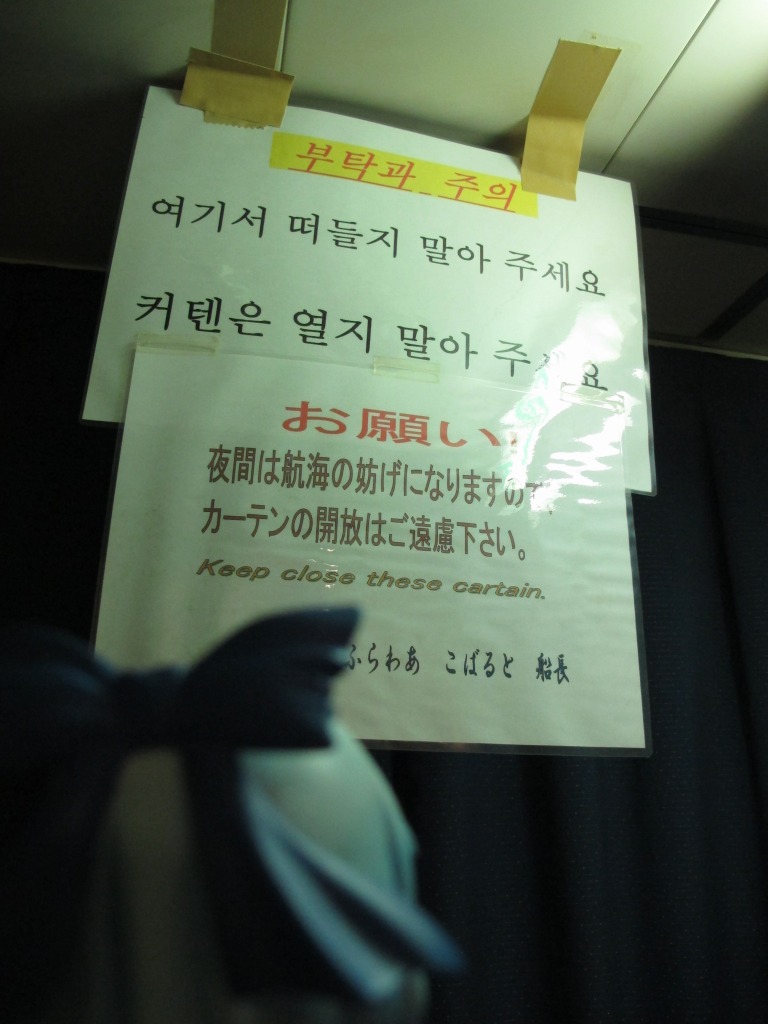 부탁과 주의
여기서 떠들지 말아 주세요
커텐은 열지 말아 주세요
お願い!
夜間は航海の妨げになりますので、
カーテンの開放はご遠慮下さい。
Keep close these cartain.
ふらわあ こばると 船長